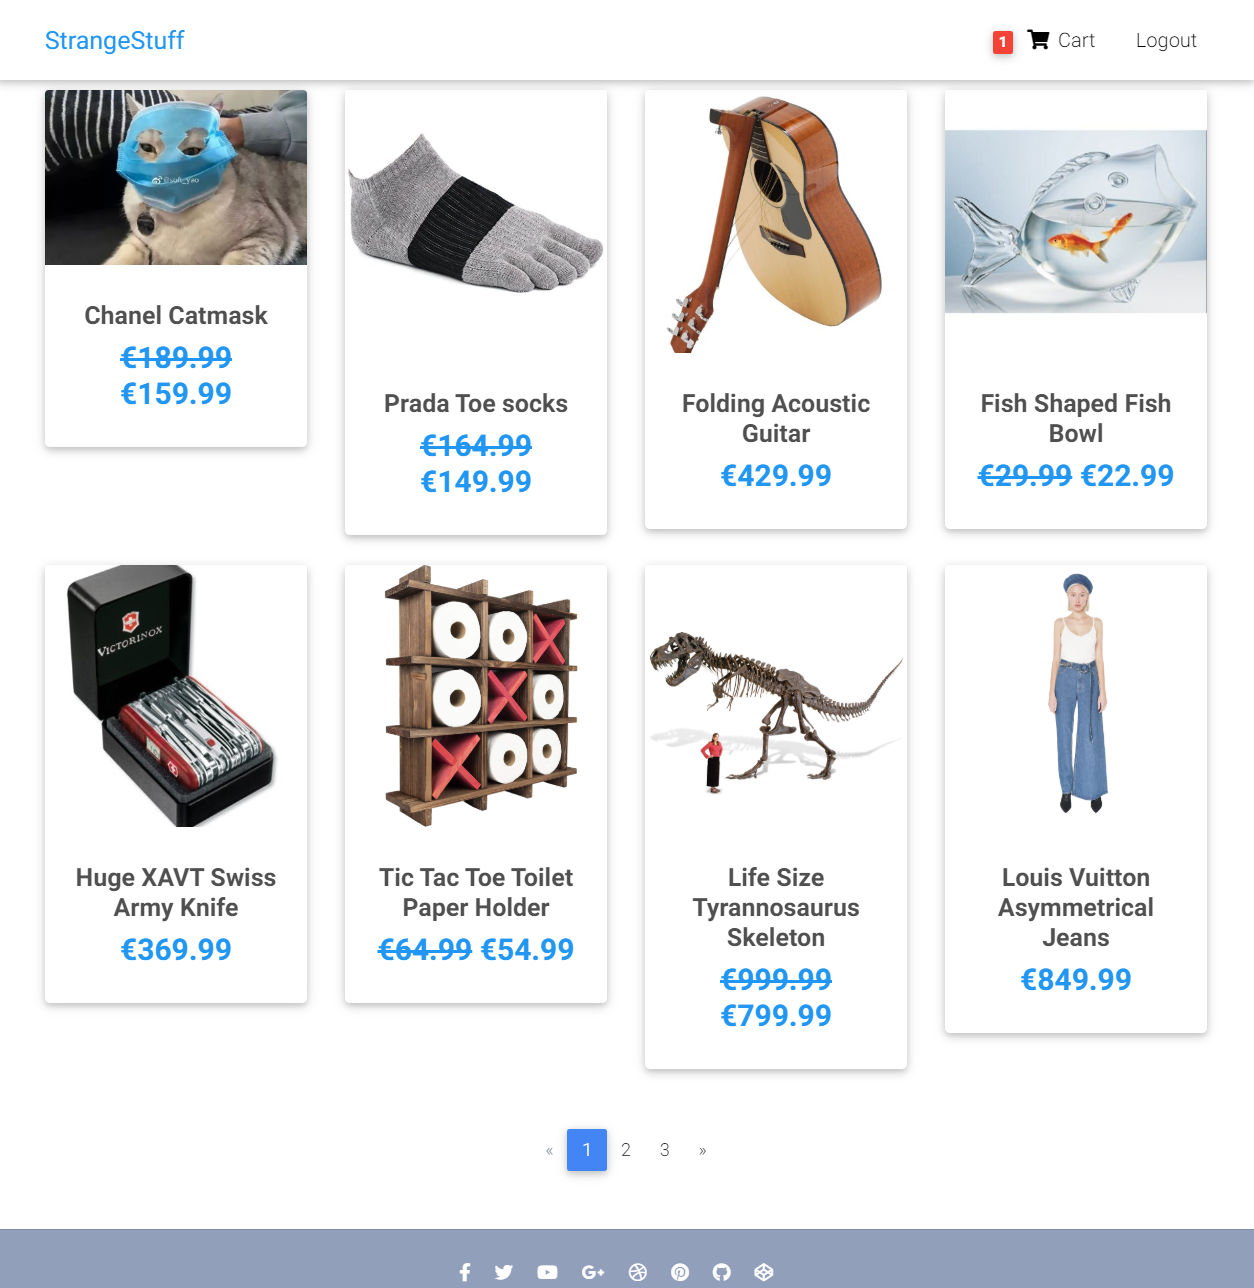 StrangeStuff
1 Cart Logout
@soft_yao
Chanel Catmask
€189.99
€159.99
Prada Toe socks
€164.99
€149.99
Folding Acoustic
Guitar
€429.99
Fish Shaped Fish
Bowl
€29.99 €22.99
VICTORINOX
Huge XAVT Swiss
Army Knife
€369.99
Tic Tac Toe Toilet
Paper Holder
€64.99 €54.99
Life Size
Tyrannosaurus
Skeleton
€999.99
€799.99
Louis Vuitton
Asymmetrical
Jeans
€849.99
« 1 2 3 »